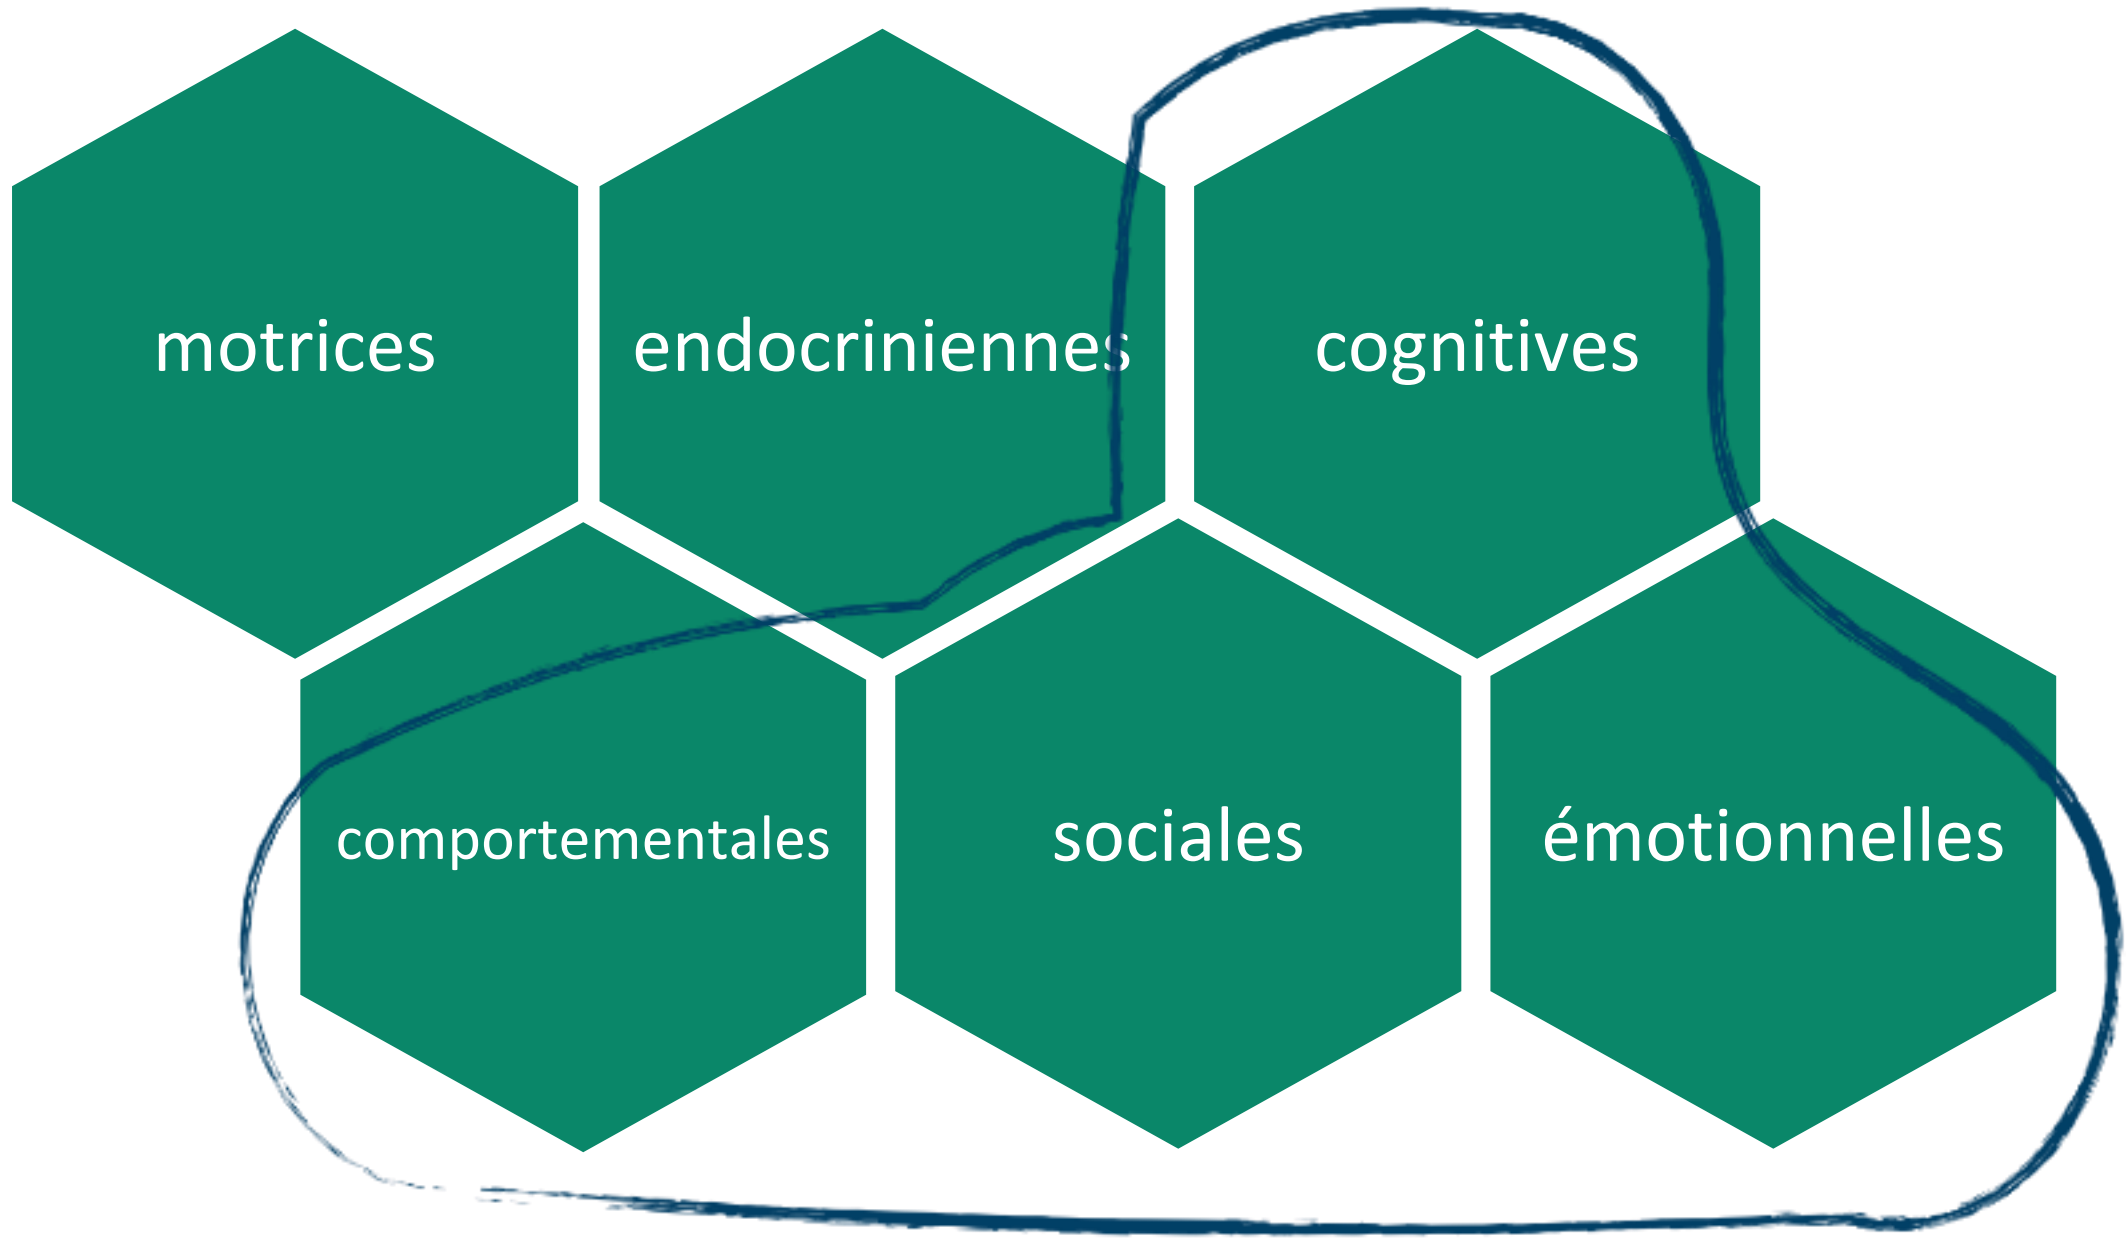 motrices
endocriniennes
cognitives
comportementales
sociales
émotionnelles